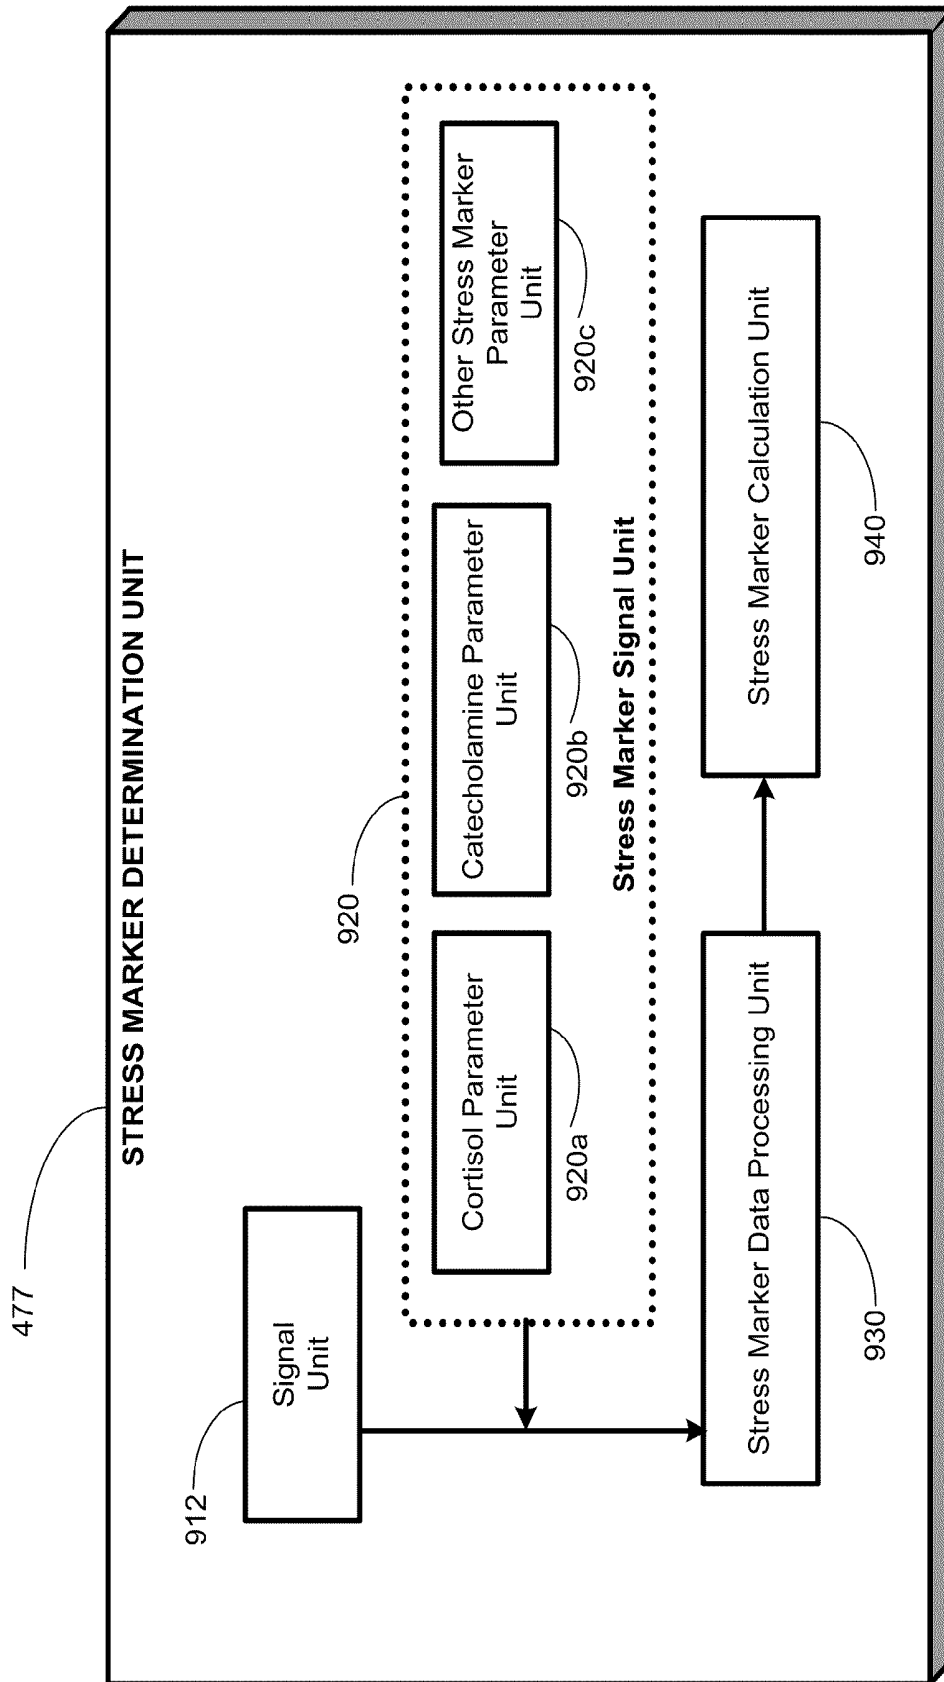 477
STRESS MARKER DETERMINATION UNIT
912
Signal
Unit
920
Cortisol Parameter
Unit
920a
Catecholamine Parameter
Unit
920b
Other Stress Marker
Parameter
Unit
920c
Stress Marker Signal Unit
Stress Marker Data Processing Unit
930
Stress Marker Calculation Unit
940